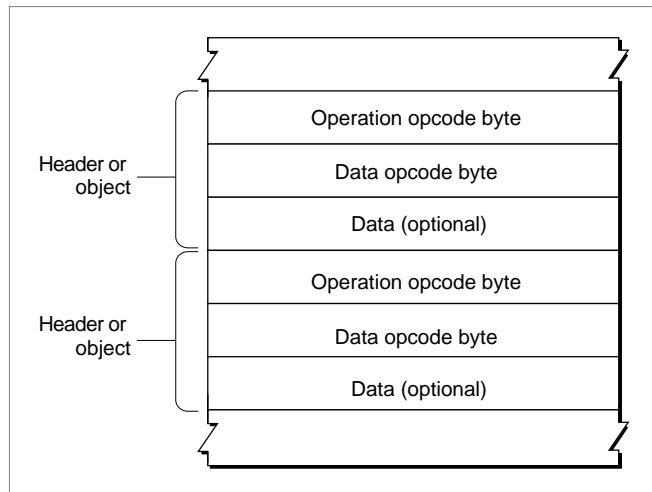 Operation opcode byte
Header or
object
Data opcode byte
Data (optional)
Operation opcode byte
Header or
object
Data opcode byte
Data (optional)